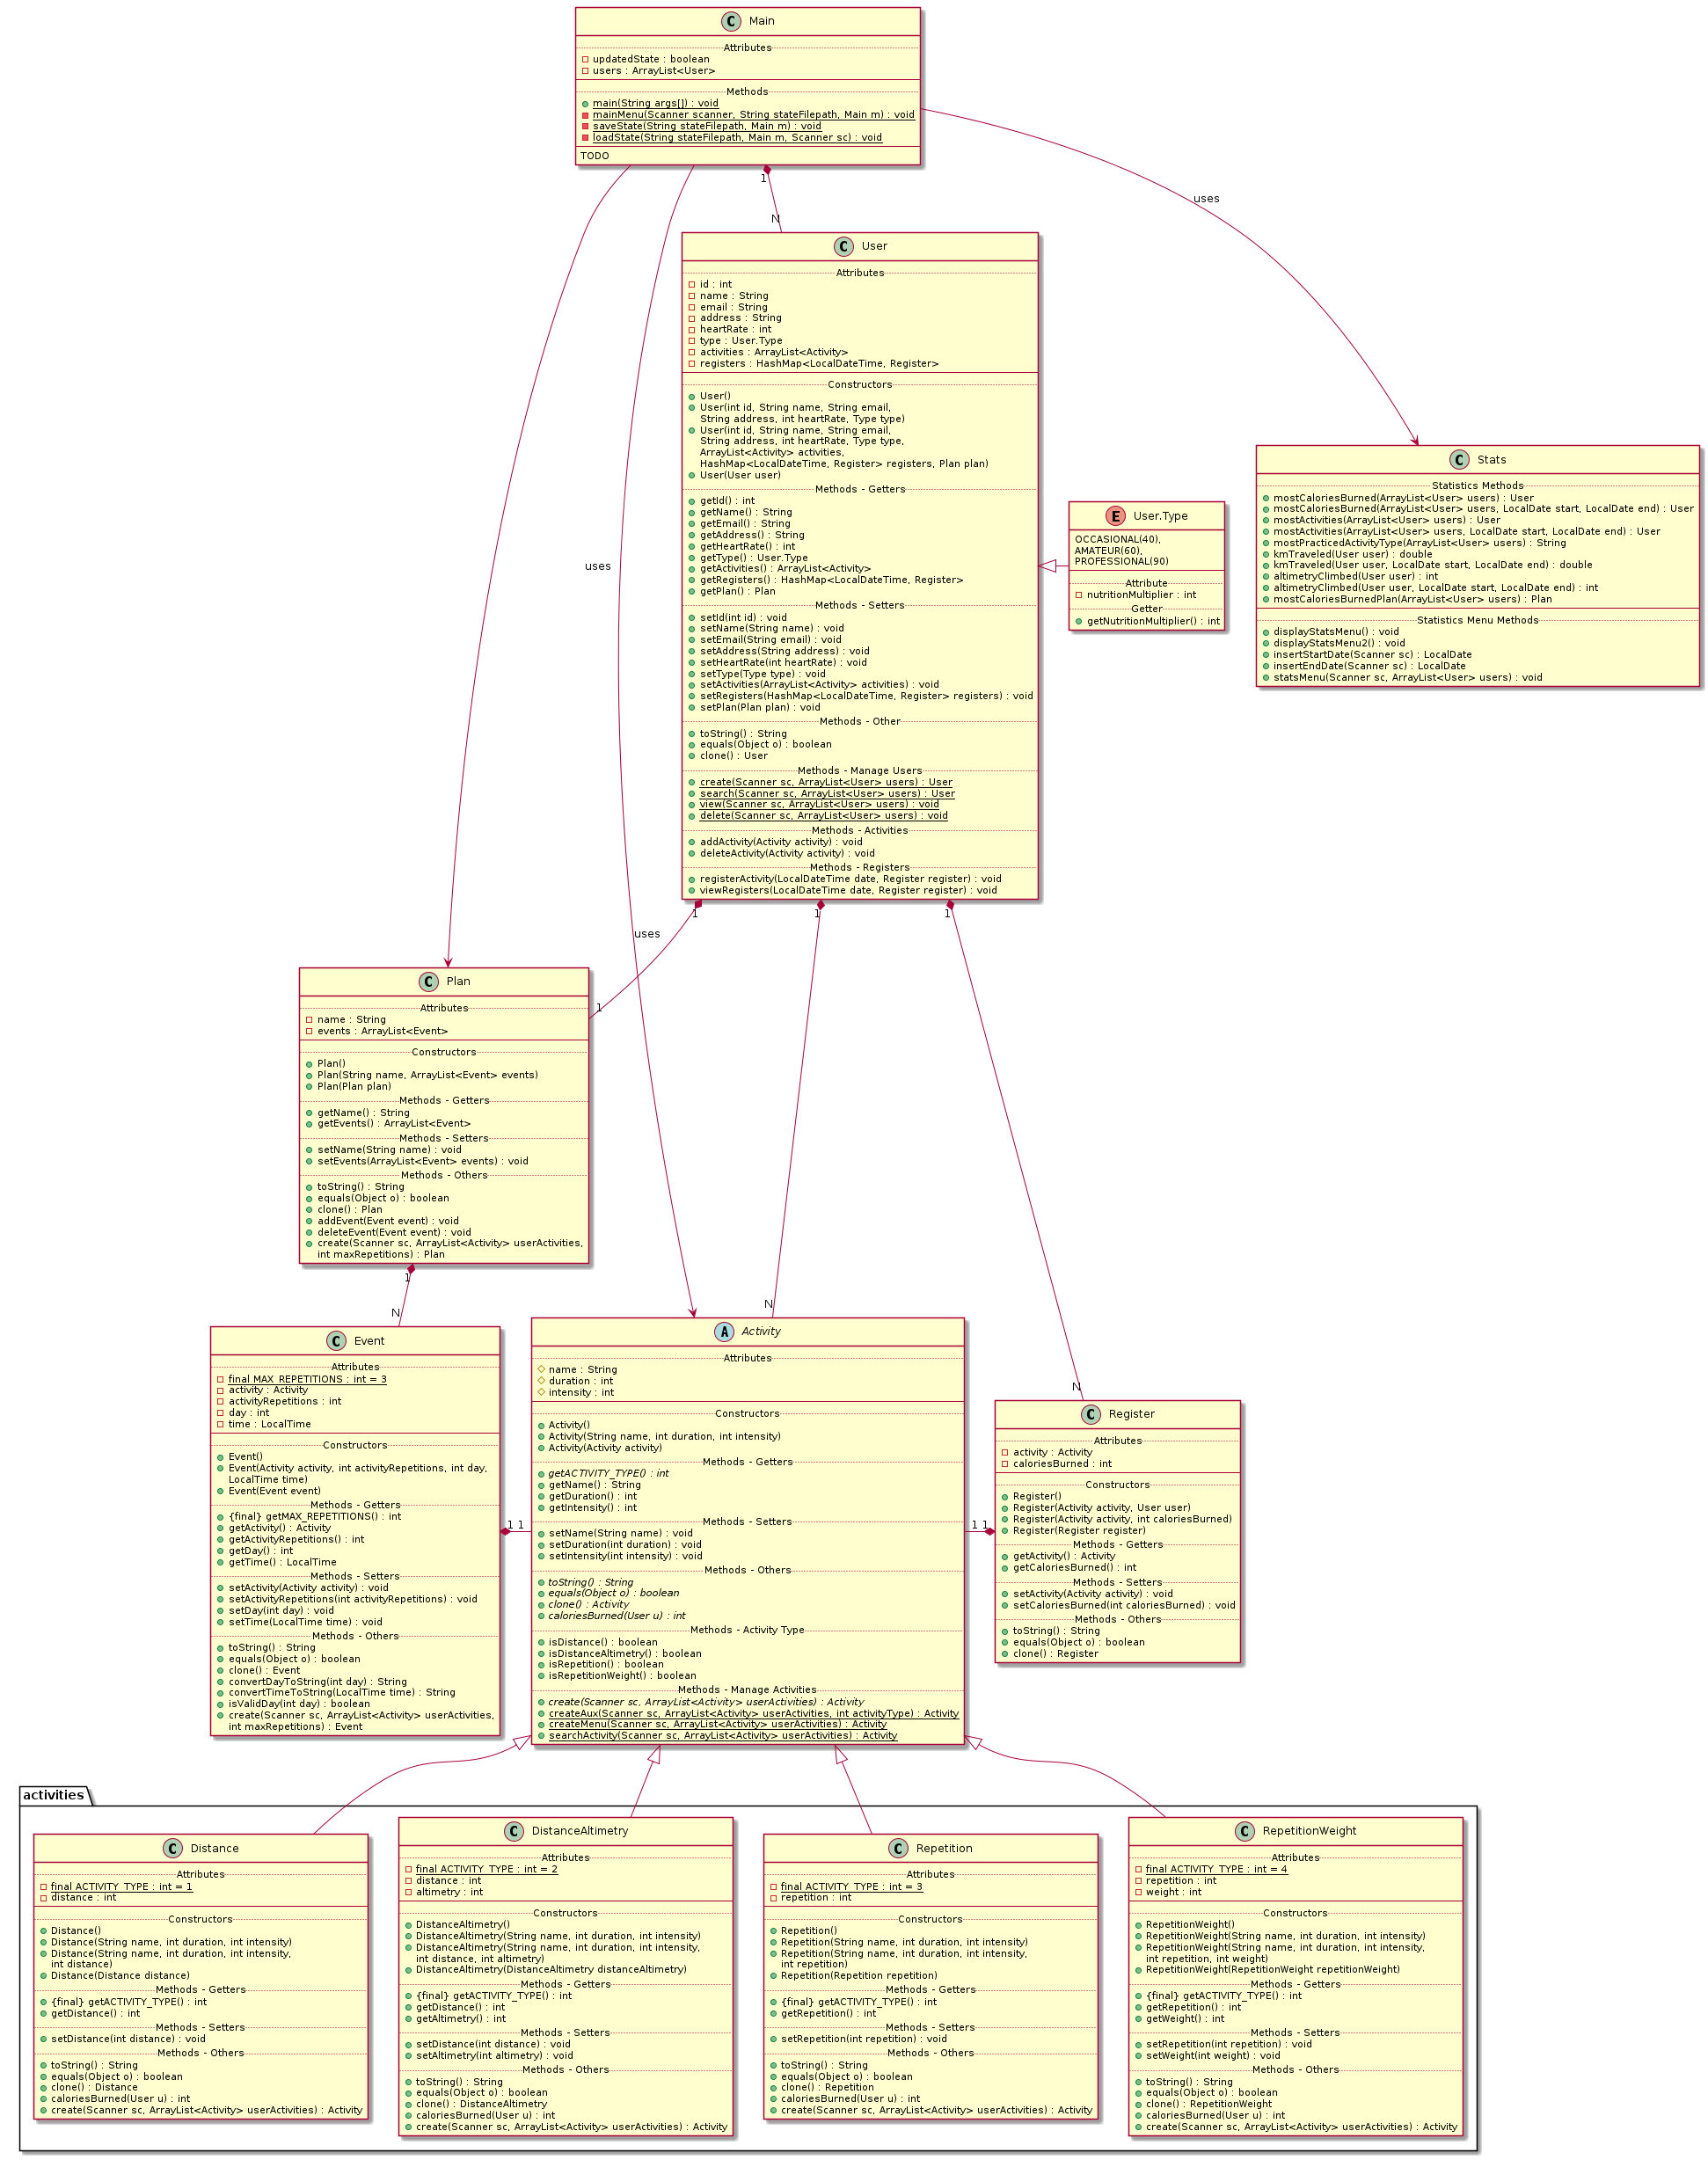 Main
Attributes
updatedState : boolean
users : ArrayList<User>
Methods
main(String args[]) : void
mainMenu(Scanner scanner, String stateFilepath, Main m) : void
saveState(String stateFilepath, Main m) : void
loadState(String stateFilepath, Main m, Scanner sc) : void
TODO
1
N
uses
uses
uses
User
Attributes
id : int
name : String
email : String
address : String
heartRate : int
type : User.Type
activities : ArrayList<Activity>
registers : HashMap<LocalDateTime, Register>
Constructors
User()
User(int id, String name, String email,
String address, int heartRate, Type type)
User(int id, String name, String email,
String address, int heartRate, Type type,
ArrayList<Activity> activities,
HashMap<LocalDateTime, Register> registers, Plan plan)
User(User user)
Methods - Getters
getId() : int
getName() : String
getEmail() : String
getAddress() : String
getHeartRate() : int
getType() : User.Type
getActivities() : ArrayList<Activity>
getRegisters() : HashMap<LocalDateTime, Register>
getPlan() : Plan
Methods - Setters
setId(int id) : void
setName(String name) : void
setEmail(String email) : void
setAddress(String address) : void
setHeartRate(int heartRate) : void
setType(Type type) : void
setActivities(ArrayList<Activity> activities) : void
setRegisters(HashMap<LocalDateTime, Register> registers) : void
setPlan(Plan plan) : void
Methods - Other
toString() : String
equals(Object o) : boolean
clone() : User
Methods - Manage Users
create(Scanner sc, ArrayList<User> users) : User
search(Scanner sc, ArrayList<User> users) : User
view(Scanner sc, ArrayList<User> users) : void
delete(Scanner sc, ArrayList<User> users) : void
Methods - Activities
addActivity(Activity activity) : void
deleteActivity(Activity activity) : void
Methods - Registers
registerActivity(LocalDateTime date, Register register) : void
viewRegisters(LocalDateTime date, Register register) : void
User.Type
OCCASIONAL(40),
AMATEUR(60),
PROFESSIONAL(90)
Attribute
nutritionMultiplier : int
Getter
getNutritionMultiplier() : int
Stats
Statistics Methods
mostCaloriesBurned(ArrayList<User> users) : User
mostCaloriesBurned(ArrayList<User> users, LocalDate start, LocalDate end) : User
mostActivities(ArrayList<User> users) : User
mostActivities(ArrayList<User> users, LocalDate start, LocalDate end) : User
mostPracticedActivityType(ArrayList<User> users) : String
kmTraveled(User user) : double
kmTraveled(User user, LocalDate start, LocalDate end) : double
altimetryClimbed(User user) : int
altimetryClimbed(User user, LocalDate start, LocalDate end) : int
mostCaloriesBurnedPlan(ArrayList<User> users) : Plan
Statistics Menu Methods
displayStatsMenu() : void
displayStatsMenu2() : void
insertStartDate(Scanner sc) : LocalDate
insertEndDate(Scanner sc) : LocalDate
statsMenu(Scanner sc, ArrayList<User> users) : void
1
1
1
1
N
N
Plan
Attributes
name : String
events : ArrayList<Event>
Constructors
Plan()
Plan(String name, ArrayList<Event> events)
Plan(Plan plan)
Methods - Getters
getName() : String
getEvents() : ArrayList<Event>
Methods - Setters
setName(String name) : void
setEvents(ArrayList<Event> events) : void
Methods - Others
toString() : String
equals(Object o) : boolean
clone() : Plan
addEvent(Event event) : void
deleteEvent(Event event) : void
create(Scanner sc, ArrayList<Activity> userActivities,
int maxRepetitions) : Plan
1
N
Event
Attributes
final MAX_REPETITIONS : int = 3
activity : Activity
activityRepetitions : int
day : int
time : LocalTime
Constructors
Event()
Event(Activity activity, int activityRepetitions, int day,
LocalTime time)
Event(Event event)
Methods - Getters
{final} getMAX_REPETITIONS() : int
getActivity() : Activity
getActivityRepetitions() : int
getDay() : int
getTime() : LocalTime
Methods - Setters
setActivity(Activity activity) : void
setActivityRepetitions(int activityRepetitions) : void
setDay(int day) : void
setTime(LocalTime time) : void
Methods - Others
toString() : String
equals(Object o) : boolean
clone() : Event
convertDayToString(int day) : String
convertTimeToString(LocalTime time) : String
isValidDay(int day) : boolean
create(Scanner sc, ArrayList<Activity> userActivities,
int maxRepetitions) : Event
1 1
Activity
Attributes
name : String
duration : int
intensity : int
Constructors
Activity()
Activity(String name, int duration, int intensity)
Activity(Activity activity)
Methods - Getters
getACTIVITY_TYPE() : int
getName() : String
getDuration() : int
getIntensity() : int
Methods - Setters
setName(String name) : void
setDuration(int duration) : void
setIntensity(int intensity) : void
Methods - Others
toString() : String
equals(Object o) : boolean
clone() : Activity
caloriesBurned(User u) : int
Methods - Activity Type
isDistance() : boolean
isDistanceAltimetry() : boolean
isRepetition() : boolean
isRepetitionWeight() : boolean
Methods - Manage Activities
create(Scanner sc, ArrayList<Activity> userActivities) : Activity
createAux(Scanner sc, ArrayList<Activity> userActivities, int activityType) : Activity
createMenu(Scanner sc, ArrayList<Activity> userActivities) : Activity
searchActivity(Scanner sc, ArrayList<Activity> userActivities) : Activity
1 1
Register
Attributes
activity : Activity
caloriesBurned : int
Constructors
Register()
Register(Activity activity, User user)
Register(Activity activity, int caloriesBurned)
Register(Register register)
Methods - Getters
getActivity() : Activity
getCaloriesBurned() : int
Methods - Setters
setActivity(Activity activity) : void
setCaloriesBurned(int caloriesBurned) : void
Methods - Others
toString() : String
equals(Object o) : boolean
clone() : Register
activities
Distance
Attributes
final ACTIVITY_TYPE : int = 1
distance : int
Constructors
Distance()
Distance(String name, int duration, int intensity)
Distance(String name, int duration, int intensity,
int distance)
Distance(Distance distance)
Methods - Getters
{final} getACTIVITY_TYPE() : int
getDistance() : int
Methods - Setters
setDistance(int distance) : void
Methods - Others
toString() : String
equals(Object o) : boolean
clone() : Distance
caloriesBurned(User u) : int
create(Scanner sc, ArrayList<Activity> userActivities) : Activity
DistanceAltimetry
Attributes
final ACTIVITY_TYPE : int = 2
distance : int
altimetry : int
Constructors
DistanceAltimetry()
DistanceAltimetry(String name, int duration, int intensity)
DistanceAltimetry(String name, int duration, int intensity,
int distance, int altimetry)
DistanceAltimetry(DistanceAltimetry distanceAltimetry)
Methods - Getters
{final} getACTIVITY_TYPE() : int
getDistance() : int
getAltimetry() : int
Methods - Setters
setDistance(int distance) : void
setAltimetry(int altimetry) : void
Methods - Others
toString() : String
equals(Object o) : boolean
clone() : DistanceAltimetry
caloriesBurned(User u) : int
create(Scanner sc, ArrayList<Activity> userActivities) : Activity
Repetition
Attributes
final ACTIVITY_TYPE : int = 3
repetition : int
Constructors
Repetition()
Repetition(String name, int duration, int intensity)
Repetition(String name, int duration, int intensity,
int repetition)
Repetition(Repetition repetition)
Methods - Getters
{final} getACTIVITY_TYPE() : int
getRepetition() : int
Methods - Setters
setRepetition(int repetition) : void
Methods - Others
toString() : String
equals(Object o) : boolean
clone() : Repetition
caloriesBurned(User u) : int
create(Scanner sc, ArrayList<Activity> userActivities) : Activity
RepetitionWeight
Attributes
final ACTIVITY_TYPE : int = 4
repetition : int
weight : int
Constructors
RepetitionWeight()
RepetitionWeight(String name, int duration, int intensity)
RepetitionWeight(String name, int duration, int intensity,
int repetition, int weight)
RepetitionWeight(RepetitionWeight repetitionWeight)
Methods - Getters
{final} getACTIVITY_TYPE() : int
getRepetition() : int
getWeight() : int
Methods - Setters
setRepetition(int repetition) : void
setWeight(int weight) : void
Methods - Others
toString() : String
equals(Object o) : boolean
clone() : RepetitionWeight
caloriesBurned(User u) : int
create(Scanner sc, ArrayList<Activity> userActivities) : Activity